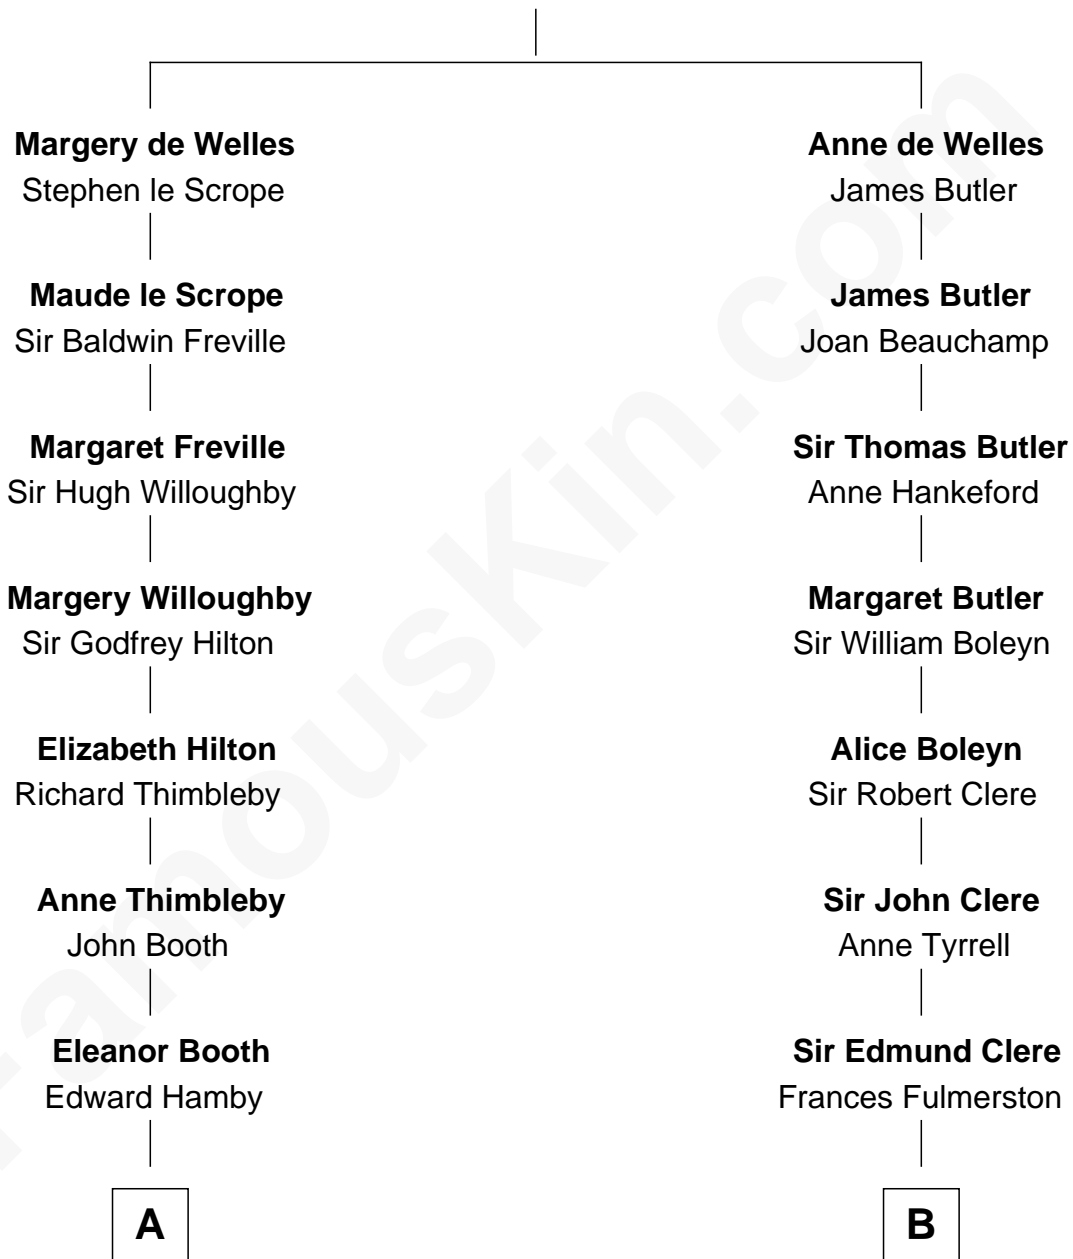 Margery de Welles
Stephen le Scrope
Maude le Scrope
Sir Baldwin Freville
Margaret Freville
Sir Hugh Willoughby
Margery Willoughby
Sir Godfrey Hilton
Elizabeth Hilton
Richard Thimbleby
Anne Thimbleby
John Booth
Eleanor Booth
Edward Hamby
A
Anne de Welles
James Butler
James Butler
Joan Beauchamp
Sir Thomas Butler
Anne Hankeford
Margaret Butler
Sir William Boleyn
Alice Boleyn
Sir Robert Clere
Sir John Clere
Anne Tyrrell
Sir Edmund Clere
Frances Fulmerston
B
FamousKin.com